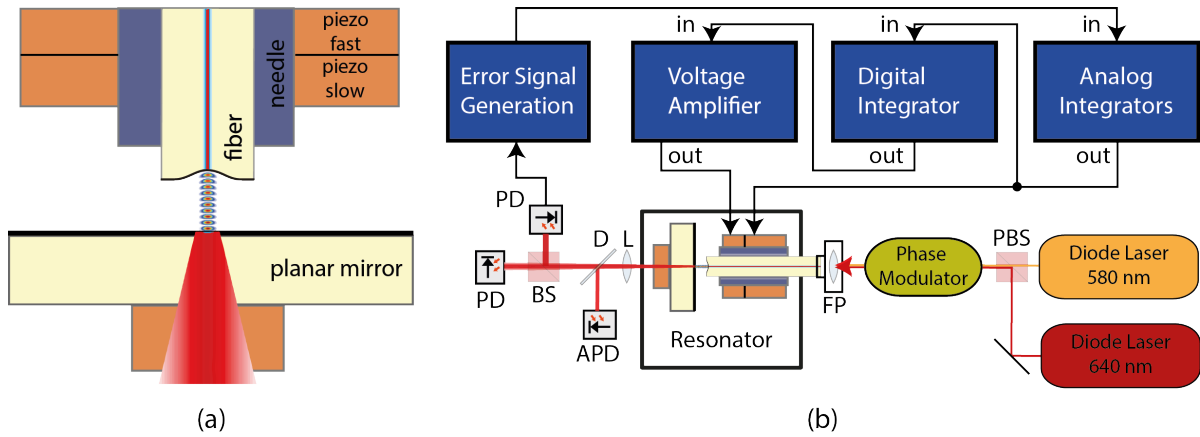 piezo
fast
piezo
slow
needle
fiber
planar mirror
(a)
in
in
in
Error Signal
Generation
Voltage
Amplifier
Digital
Integrator
Analog
Integrators
out
out
out
PD
PD
BS
D
L
APD
Resonator
FP
Phase
Modulator
PBS
Diode Laser
580 nm
Diode Laser
640 nm
(b)